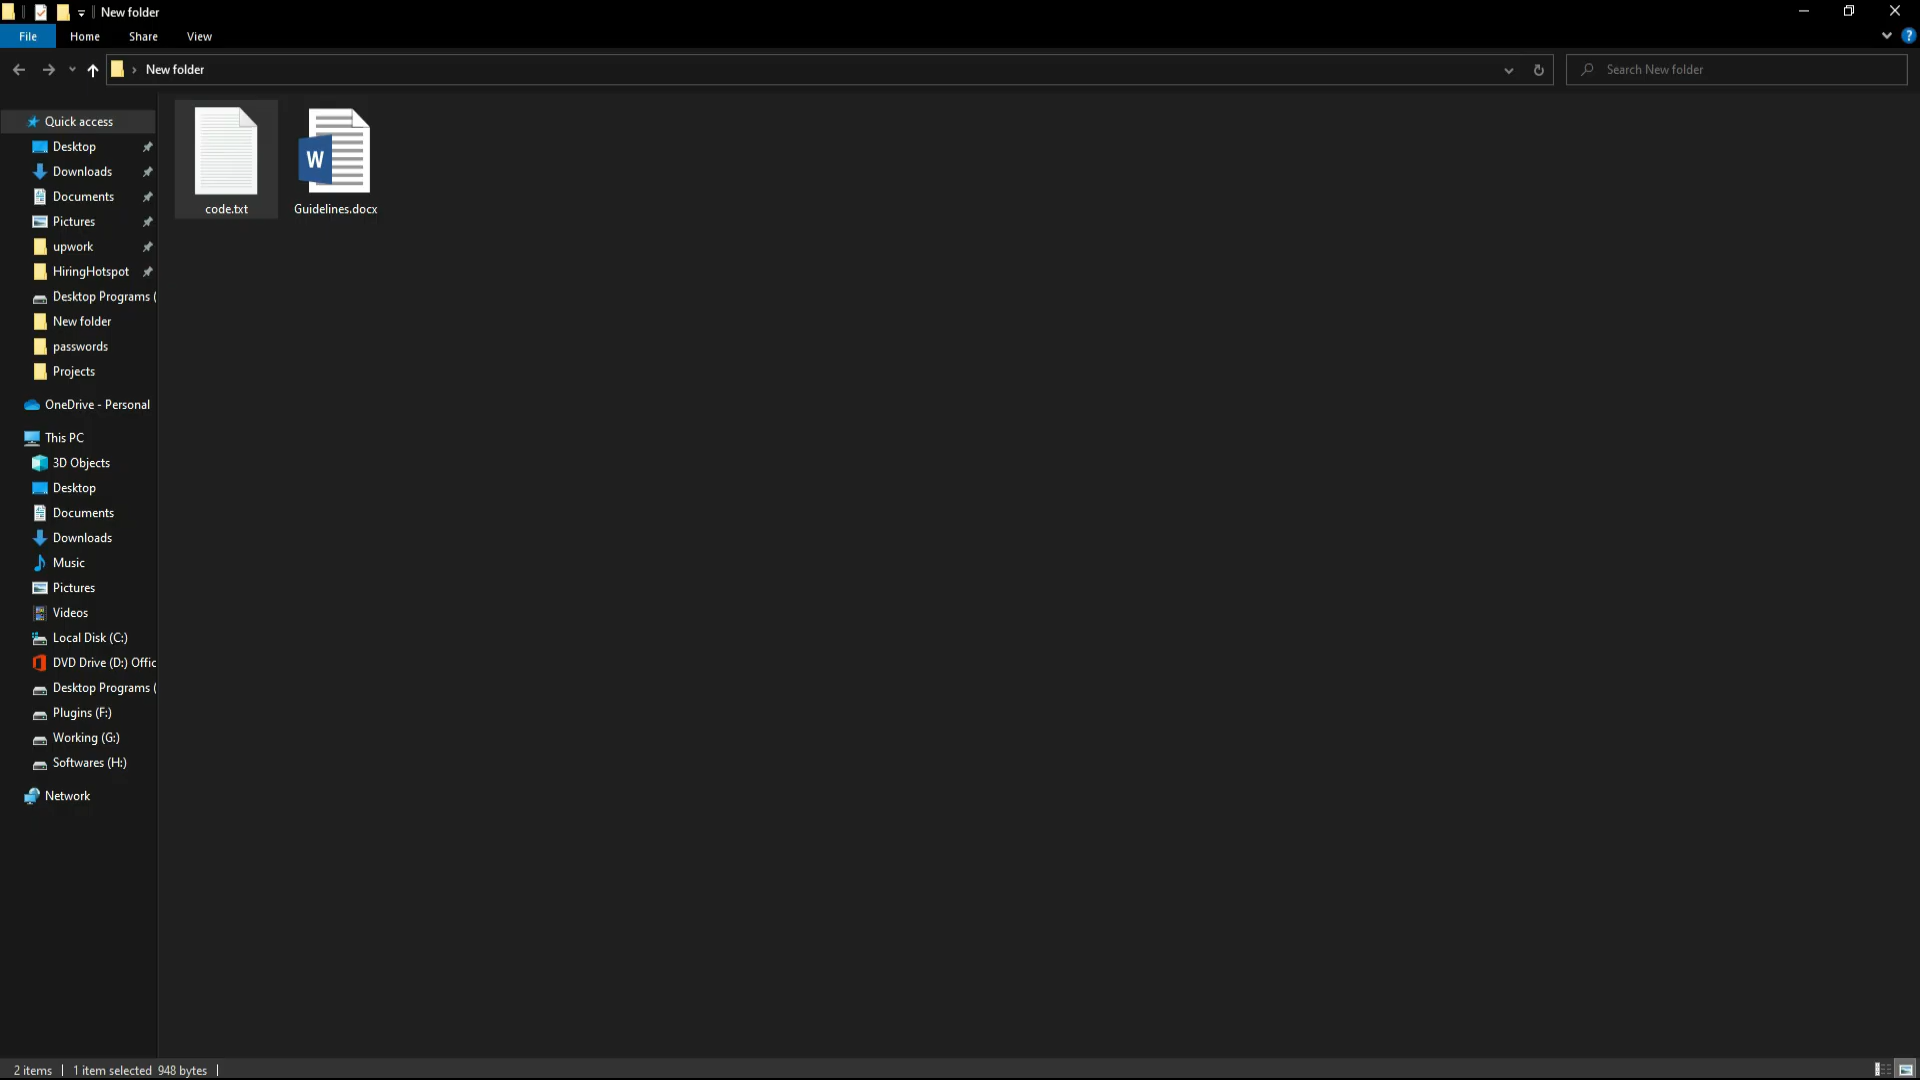 New folder
File Home Share View
?
New folder
Search New folder
Quick access
Desktop
Downloads
Documents
Pictures
upwork
HiringHotspot
Desktop Programs (
New folder
passwords
Projects
OneDrive - Personal
This PC
3D Objects
Desktop
Documents
Downloads
Music
Pictures
Videos
Local Disk (C:)
DVD Drive (D:) Offic
Desktop Programs (
Plugins (F:)
Working (G:)
Softwares (H:)
Network
W
code.txt
Guidelines.docx
2 items 1 item selected 948 bytes